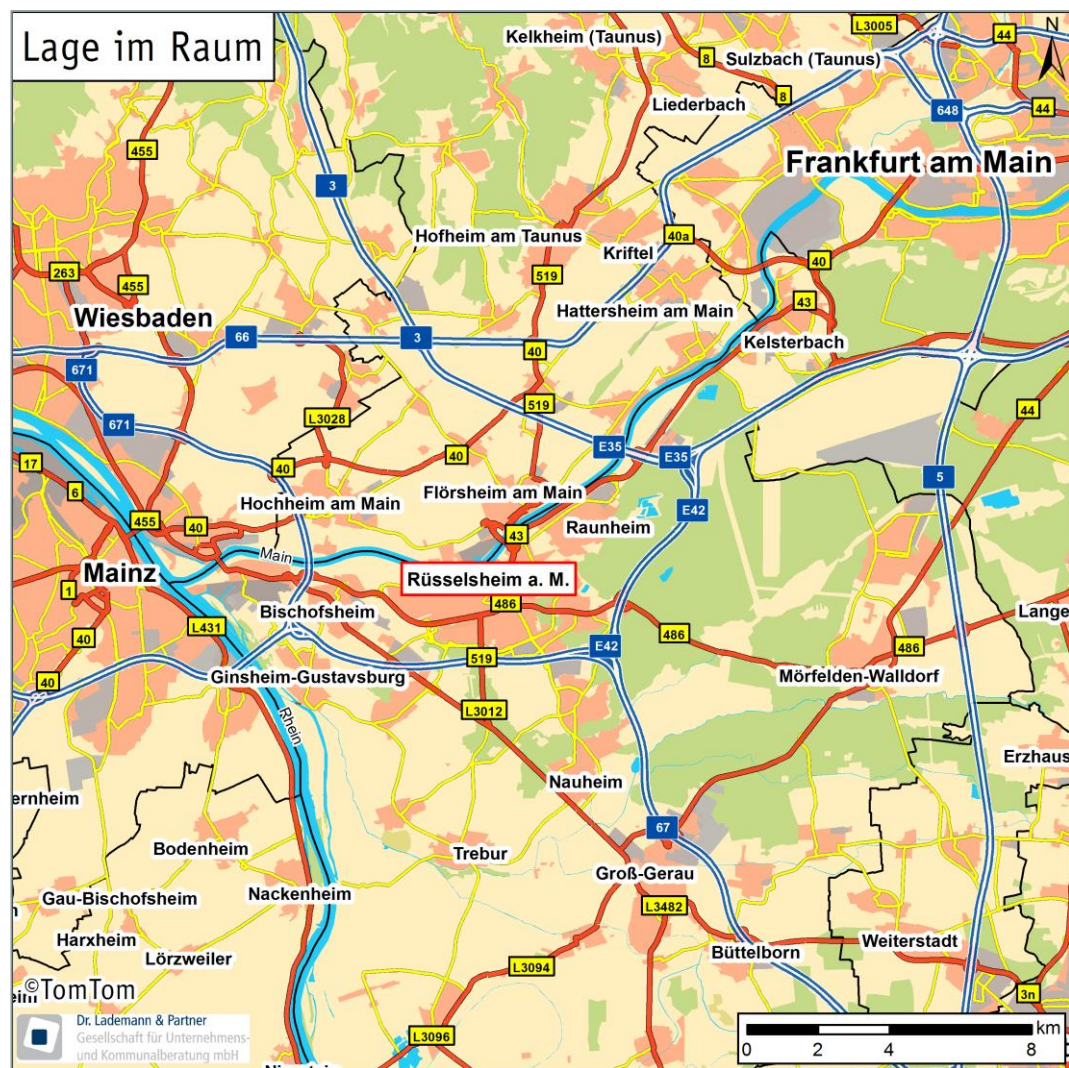 Lage im Raum
Kelkheim (Taunus)
L3005
44
N
8
Sulzbach (Taunus)
8
Liederbach
648
44
455
Frankfurt am Main
3
Hofheim am Taunus
40a
Kriftel
40
263
455
519
43
Wiesbaden
Hattersheim am Main
66
3
Kelsterbach
40
671
519
44
L3028
671
E35
E35
17
40
40
5
6
Flörsheim am Main
Hochheim am Main
E42
455
40
Raunheim
43
Main
Mainz
Rüsselsheim a. M.
1
Bischofsheim
486
L431
486
486
40
E42
519
Ginsheim-Gustavsburg
Mörfelden-Walldorf
40
L3012
Rhein
Nauheim
67
Bodenheim
Trebur
Groß-Gerau
Nackenheim
Gau-Bischofsheim
L3482
Harxheim
Weiterstadt
Büttelborn
Lörzweiler
L3094
©TomTom
3n
Dr. Lademann & Partner
Gesellschaft für Unternehmens-
und Kommunalberatung mbH
L3096
km
0 2 4 8